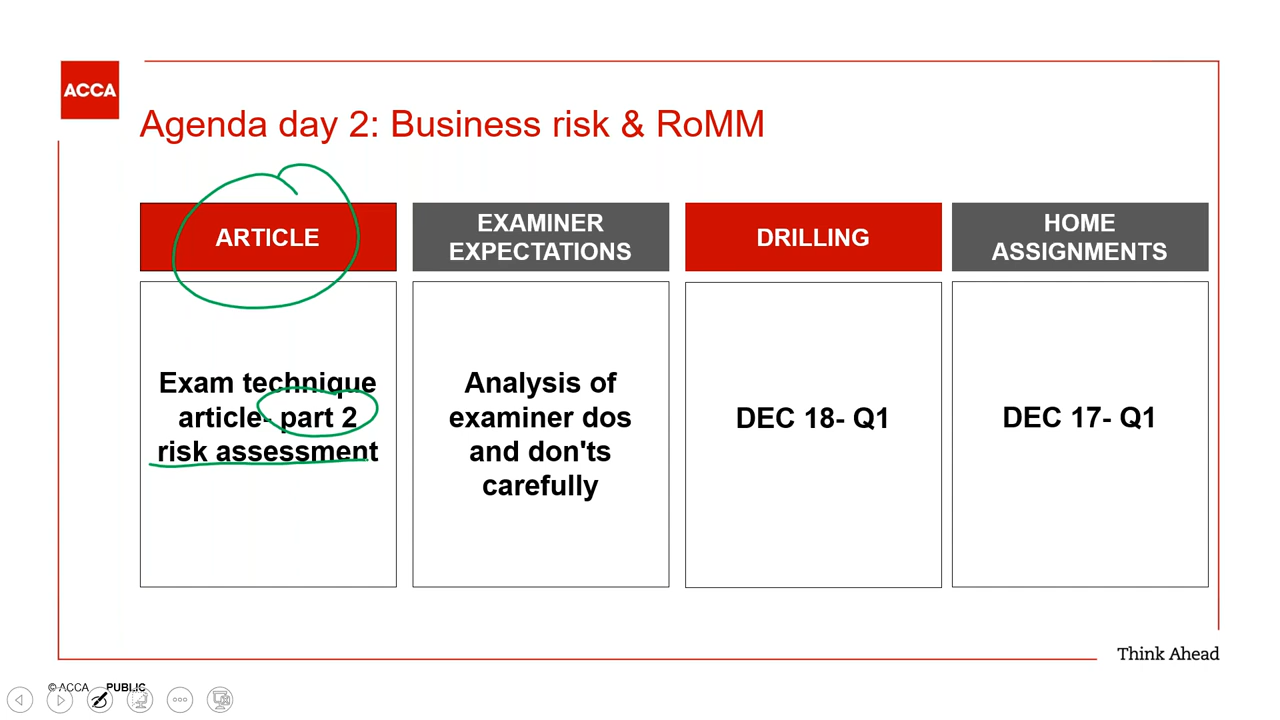 ACCA
Agenda day 2: Business risk & RoMM
ARTICLE
Exam technique
article- part 2
risk assessment
EXAMINER
EXPECTATIONS
Analysis of
examiner dos
and don'ts
carefully
DRILLING
DEC 18- Q1
HOME
ASSIGNMENTS
DEC 17- Q1
Think Ahead
© ACCA PUBLIC